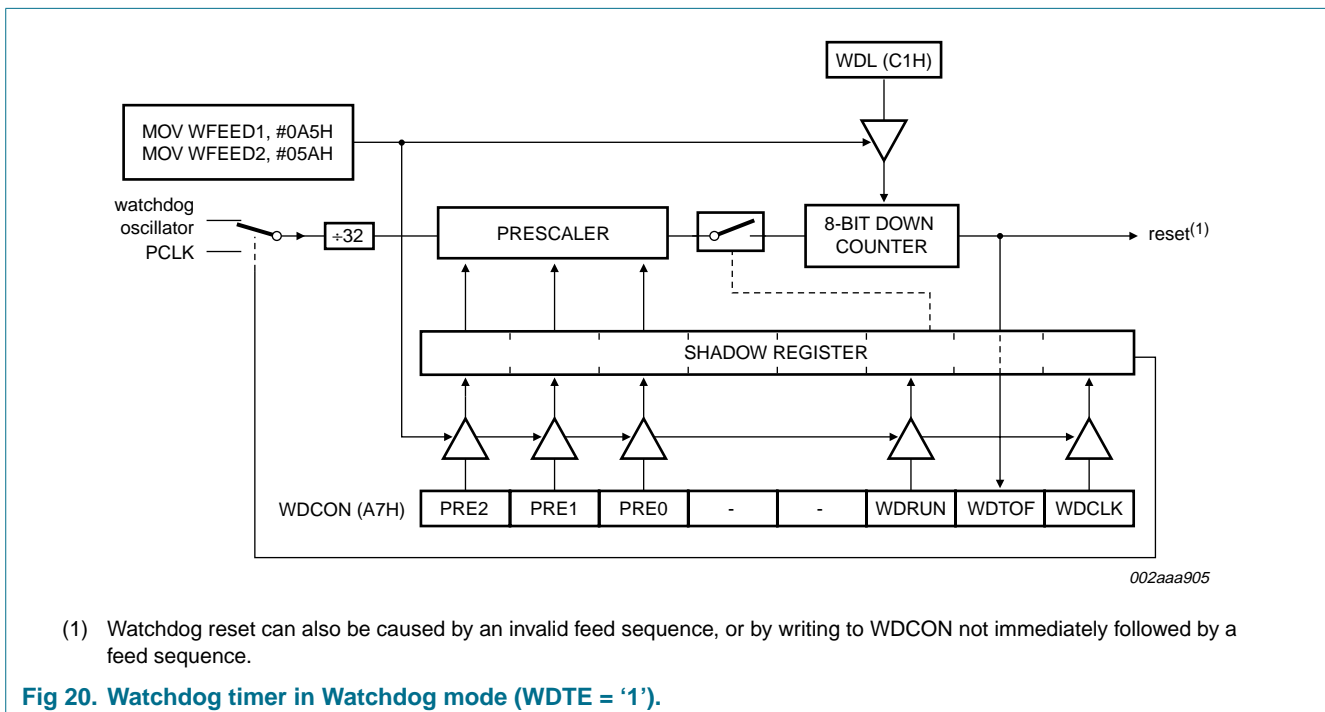 WDL (C1H)
MOV WFEED1, #0A5H
MOV WFEED2, #05AH
watchdog
oscillator
PCLK
÷32
PRESCALER
8-BIT DOWN
COUNTER
reset(1)
SHADOW REGISTER
WDCON (A7H) PRE2 PRE1 PRE0 - - WDRUN WDTOF WDCLK
002aaa905
(1) Watchdog reset can also be caused by an invalid feed sequence, or by writing to WDCON not immediately followed by a
feed sequence.
Fig 20. Watchdog timer in Watchdog mode (WDTE = ‘1’).